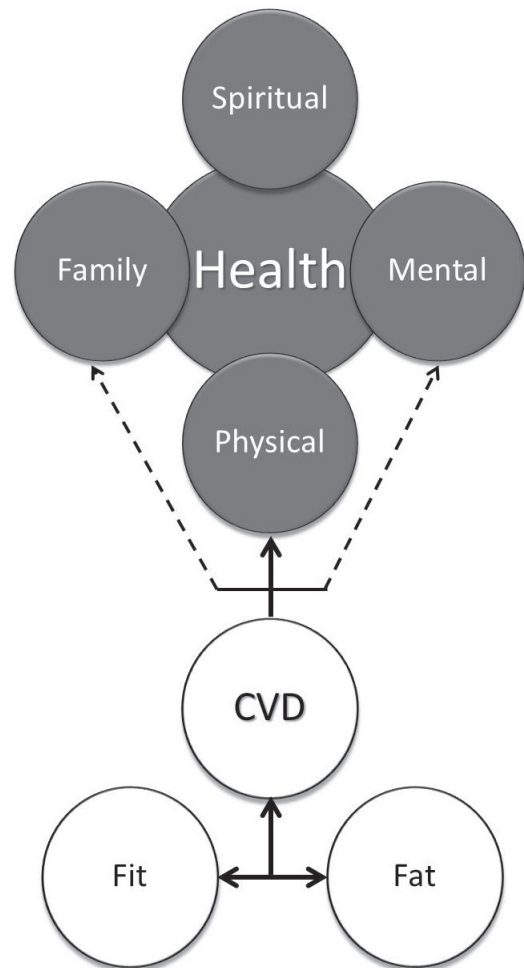 Spiritual
Family
Health
Mental
Physical
CVD
Fit
Fat